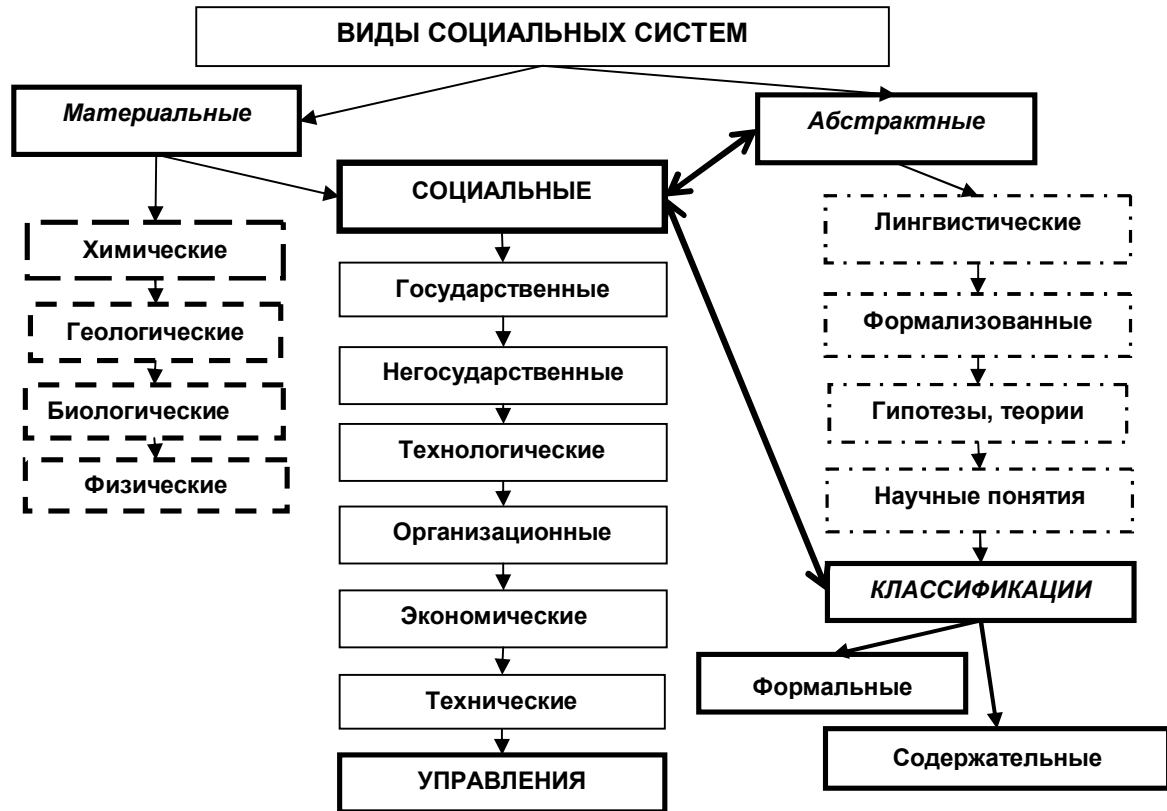 ВИДЫ СОЦИАЛЬНЫХ СИСТЕМ
Материальные
Абстрактные
СОЦИАЛЬНЫЕ
Химические
Геологические
Биологические
Физические
Государственные
Негосударственные
Технологические
Организационные
Экономические
Технические
УПРАВЛЕНИЯ
Лингвистические
Формализованные
Гипотезы, теории
Научные понятия
КЛАССИФИКАЦИИ
Формальные
Содержательные